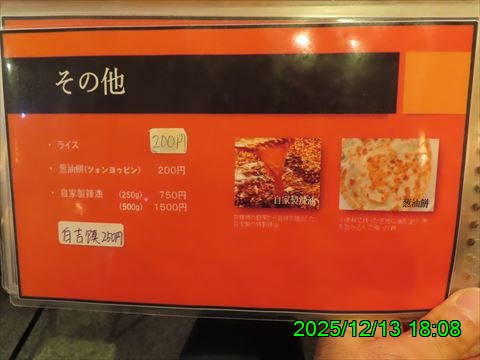 その他
・ライス 200円
・葱油餅(ツォンヨゥピン) 200円
・自家製辣油 (250g) 750円
(500g) 1500円
白吉馍 250円
自家製辣油
葱油餅
2025/12/13 18:08